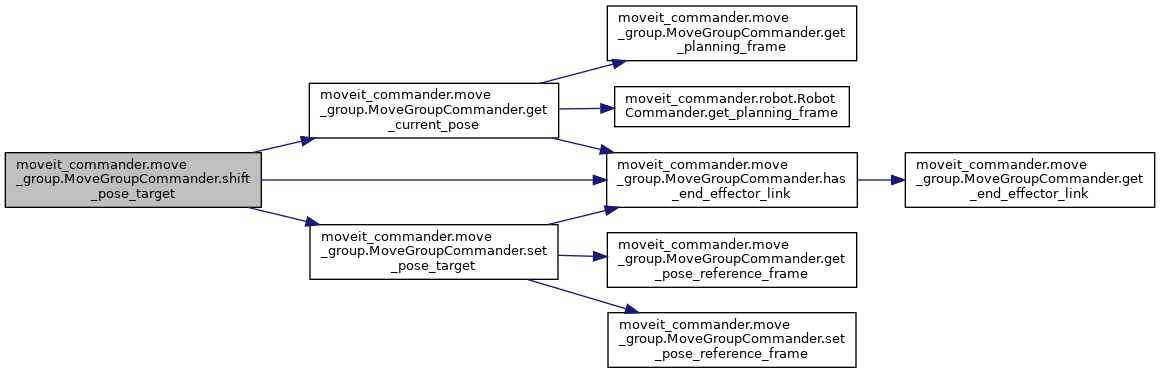 moveit_commander.move
_group.MoveGroupCommander.shift
_pose_target
moveit_commander.move
_group.MoveGroupCommander.get
_current_pose
moveit_commander.move
_group.MoveGroupCommander.set
_pose_target
moveit_commander.move
_group.MoveGroupCommander.get
_planning_frame
moveit_commander.robot.Robot
Commander.get_planning_frame
moveit_commander.move
_group.MoveGroupCommander.has
_end_effector_link
moveit_commander.move
_group.MoveGroupCommander.get
_pose_reference_frame
moveit_commander.move
_group.MoveGroupCommander.set
_pose_reference_frame
moveit_commander.move
_group.MoveGroupCommander.get
_end_effector_link